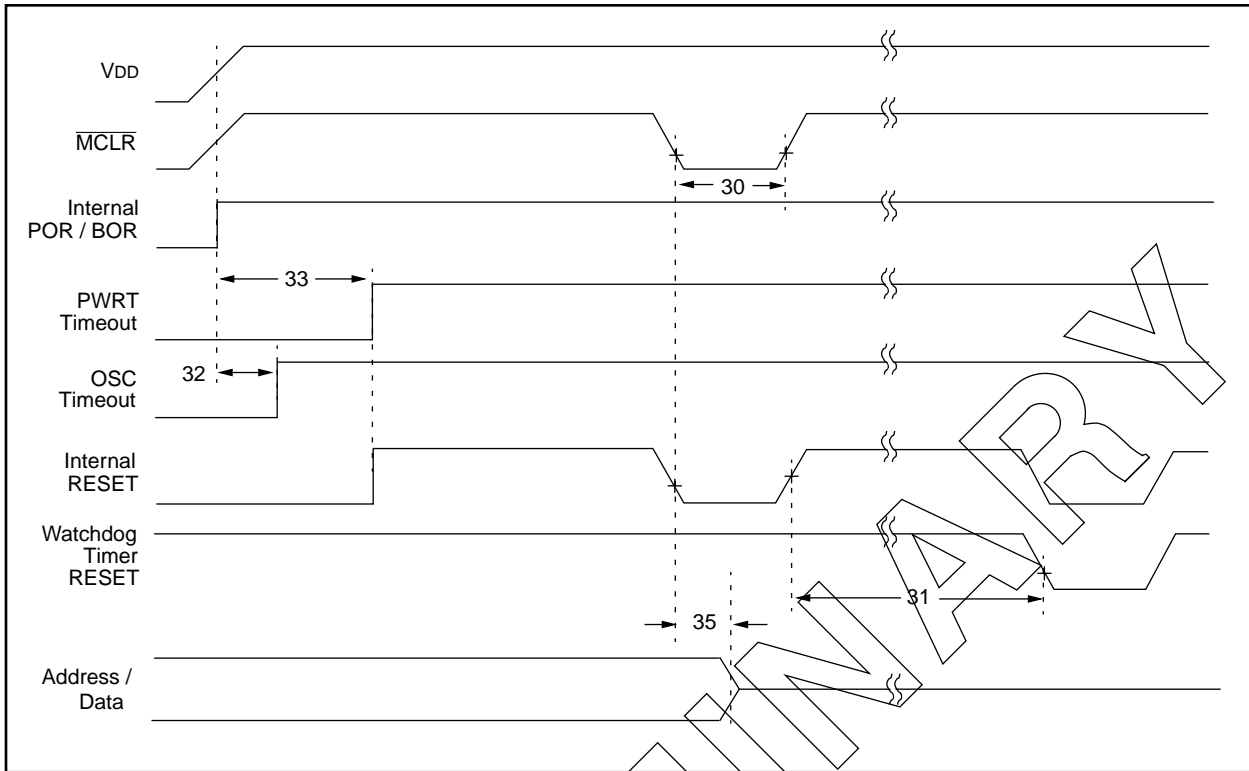 VDD
MCLR
30
Internal
POR / BOR
33
PWRT
Timeout
32
OSC
Timeout
Internal
RESET
Watchdog
Timer
RESET
31
35
Address /
Data
INARY